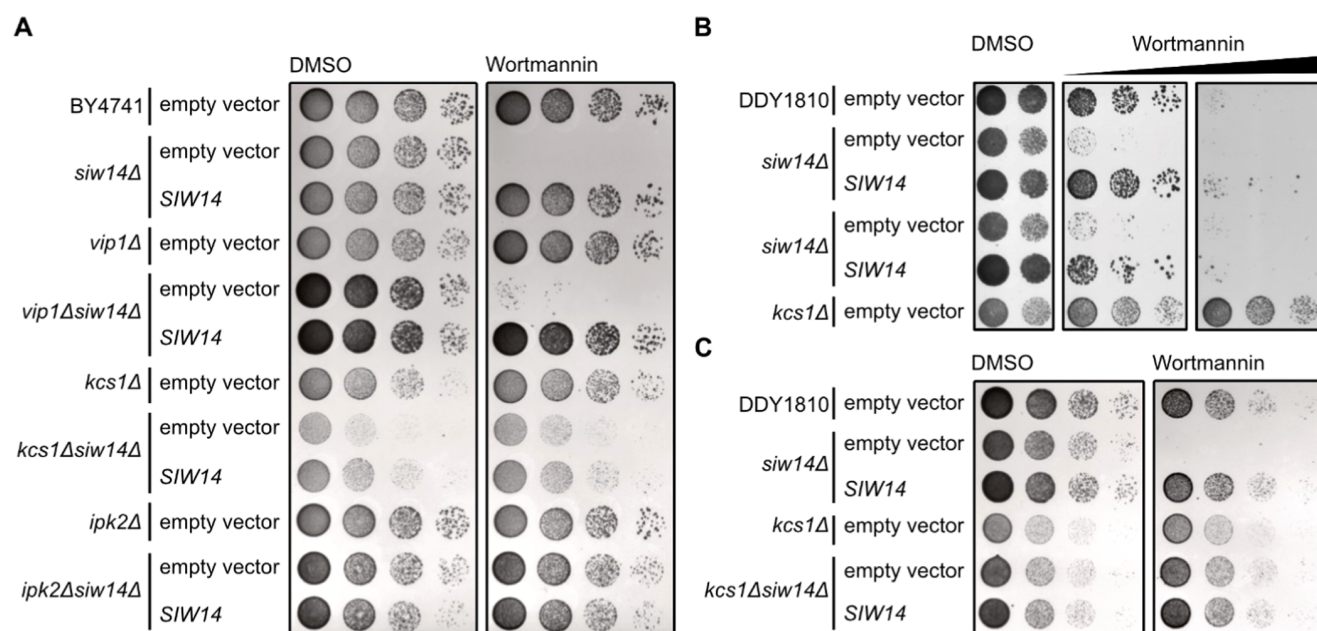 A
DMSO
Wortmannin
BY4741
empty vector
siw14Δ
empty vector
SIW14
vip1Δ
empty vector
vip1Δsiw14Δ
empty vector
SIW14
kcs1Δ
empty vector
kcs1Δsiw14Δ
empty vector
SIW14
ipk2Δ
empty vector
ipk2Δsiw14Δ
empty vector
SIW14
B
DMSO
Wortmannin
DDY1810
empty vector
siw14Δ
empty vector
SIW14
siw14Δ
empty vector
SIW14
kcs1Δ
empty vector
C
DMSO
Wortmannin
DDY1810
empty vector
siw14Δ
empty vector
SIW14
kcs1Δ
empty vector
kcs1Δsiw14Δ
empty vector
SIW14